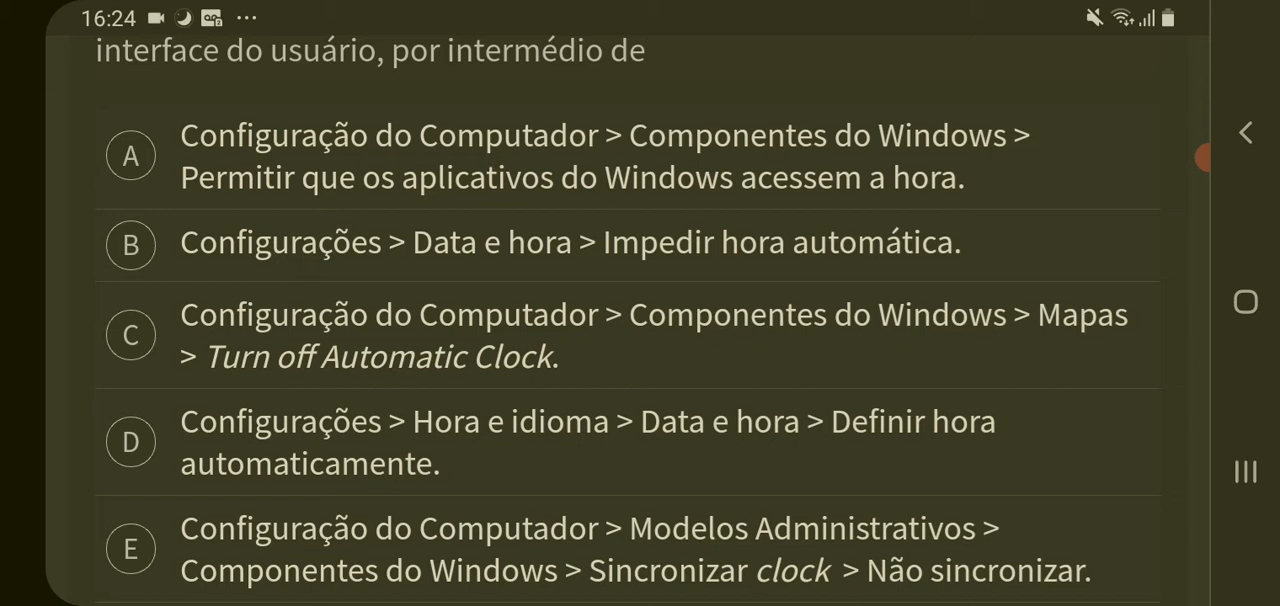 16:24
interface do usuário, por intermédio de
A
Configuração do Computador > Componentes do Windows >
Permitir que os aplicativos do Windows acessem a hora.
B
Configurações > Data e hora > Impedir hora automática.
C
Configuração do Computador > Componentes do Windows > Mapas
> Turn off Automatic Clock.
D
Configurações > Hora e idioma > Data e hora > Definir hora
automaticamente.
E
Configuração do Computador > Modelos Administrativos >
Componentes do Windows > Sincronizar clock > Não sincronizar.